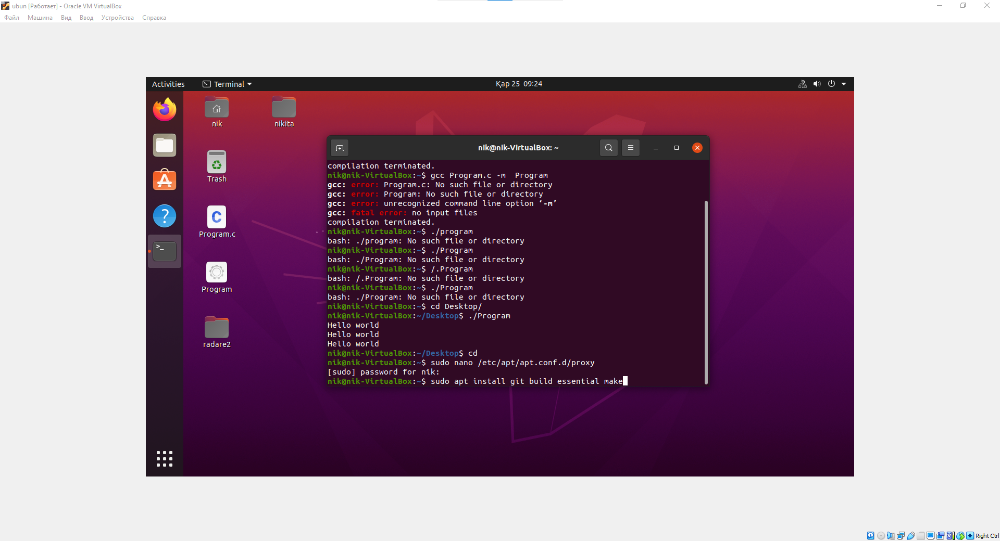 ubun [Работает] - Oracle VM VirtualBox
Файл Машина Вид Ввод Устройства Справка
Activities Terminal Қар 25 09:24
nik nikita
Trash
Program.c
Program
radare2
nik@nik-VirtualBox: ~
compilation terminated.
nik@nik-VirtualBox:~$ gcc Program.c -m  Program
gcc: error: Program.c: No such file or directory
gcc: error: Program: No such file or directory
gcc: error: unrecognized command line option ‘-m’
gcc: fatal error: no input files
compilation terminated.
nik@nik-VirtualBox:~$ ./program
bash: ./program: No such file or directory
nik@nik-VirtualBox:~$ ./Program
bash: ./Program: No such file or directory
nik@nik-VirtualBox:~$ /.Program
bash: /.Program: No such file or directory
nik@nik-VirtualBox:~$ ./Program
bash: ./Program: No such file or directory
nik@nik-VirtualBox:~$ cd Desktop/
nik@nik-VirtualBox:~/Desktop$ ./Program
Hello world
Hello world
Hello world
nik@nik-VirtualBox:~/Desktop$ cd
nik@nik-VirtualBox:~$ sudo nano /etc/apt/apt.conf.d/proxy
[sudo] password for nik:
nik@nik-VirtualBox:~$ sudo apt install git build essential make
Right Ctrl